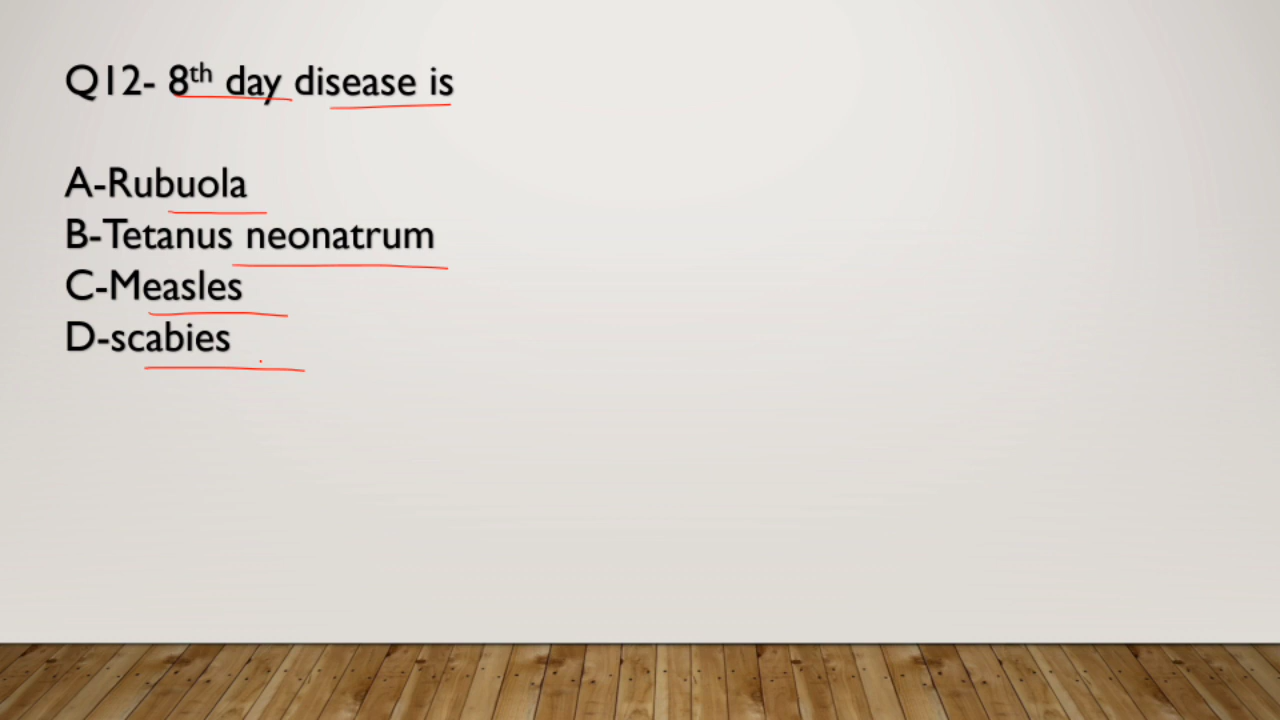 Q12- 8th day disease is
A-Rubuola
B-Tetanus neonatrum
C-Measles
D-scabies